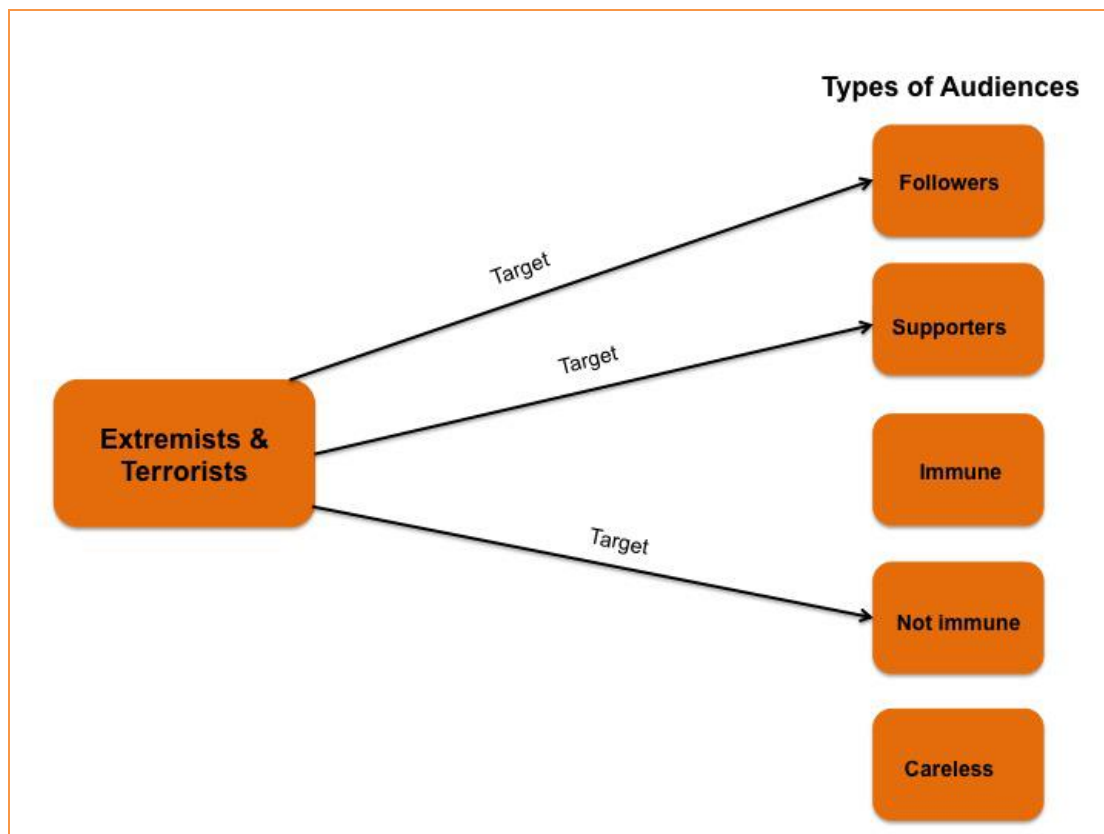 Types of Audiences
Followers
Target
Supporters
Target
Extremists &
Terrorists
Immune
Target
Not immune
Careless